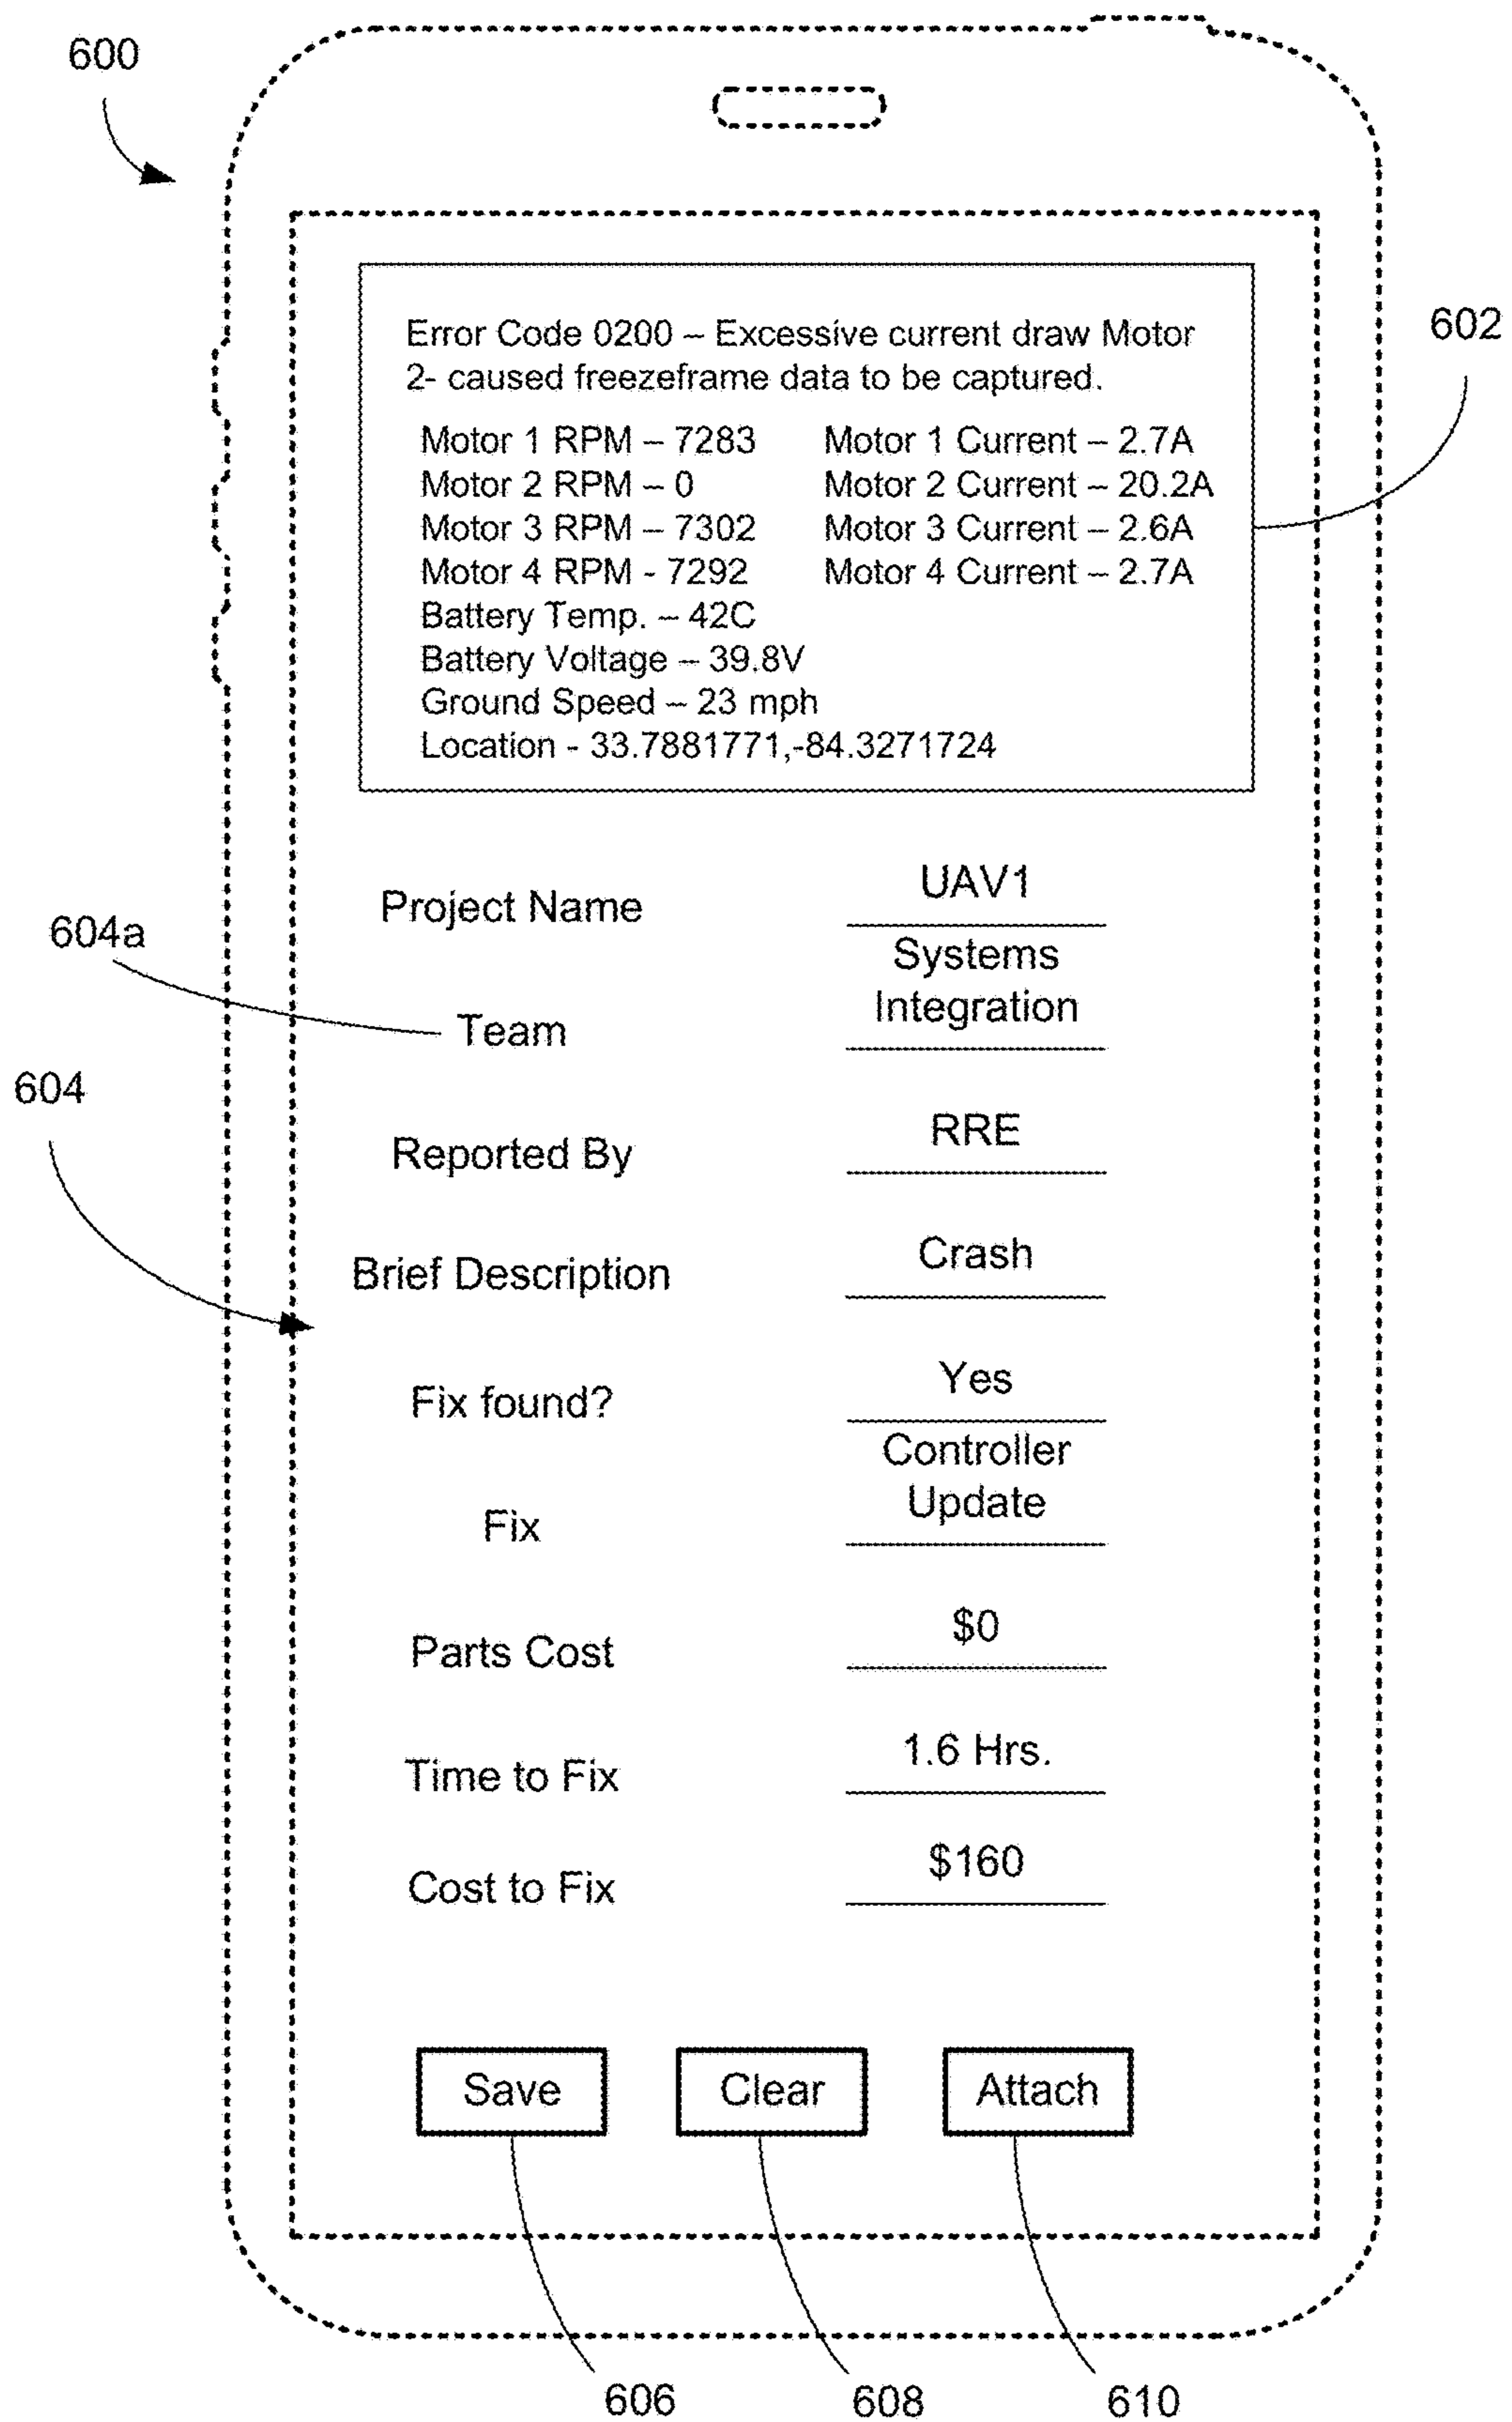 600
Error Code 0200 – Excessive current draw Motor
2- caused freezeframe data to be captured.
602
Motor 1 RPM – 7283 Motor 1 Current – 2.7A
Motor 2 RPM – 0 Motor 2 Current – 20.2A
Motor 3 RPM – 7302 Motor 3 Current – 2.6A
Motor 4 RPM - 7292 Motor 4 Current – 2.7A
Battery Temp. – 42C
Battery Voltage – 39.8V
Ground Speed – 23 mph
Location - 33.7881771,-84.3271724
Project Name UAV1
604a
Team Systems
Integration
604
Reported By RRE
Brief Description Crash
Fix found? Yes
Fix Controller
Update
Parts Cost $0
Time to Fix 1.6 Hrs.
Cost to Fix $160
Save Clear Attach
606 608 610